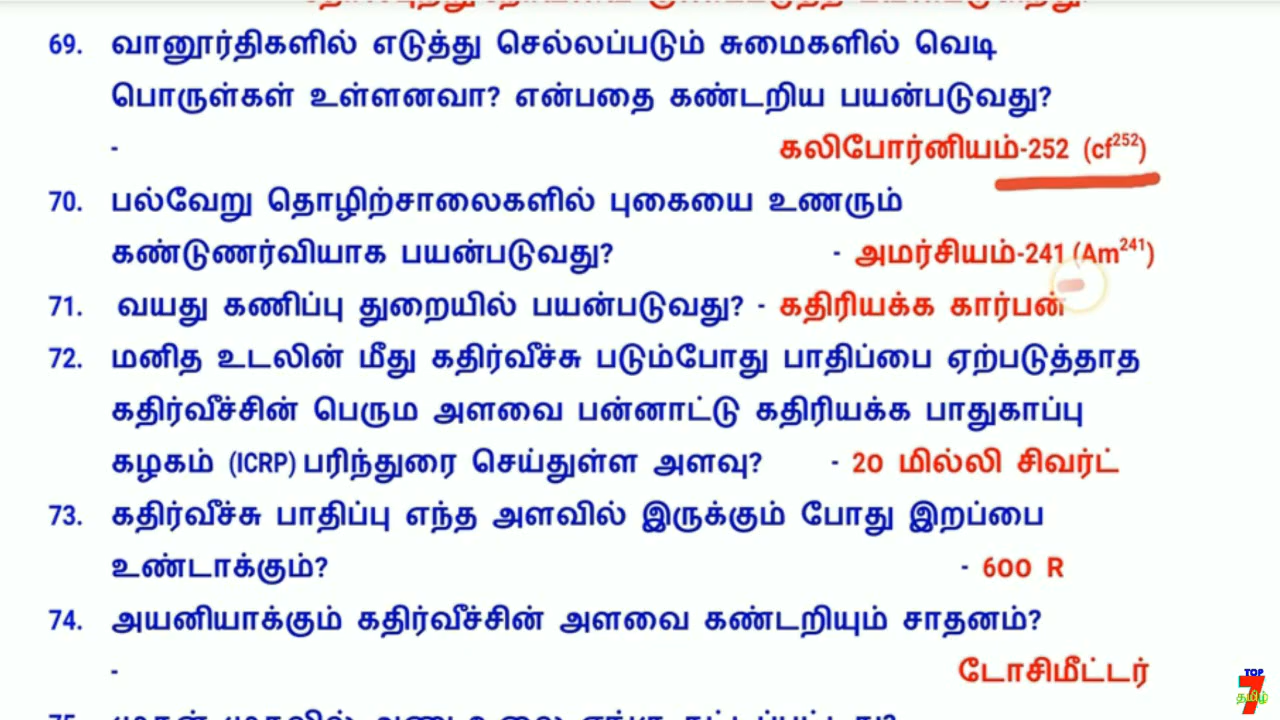 69. வானூர்திகளில் எடுத்து செல்லப்படும் சுமைகளில் வெடி
பொருள்கள் உள்ளனவா? என்பதை கண்டறிய பயன்படுவது?
- கலிபோர்னியம்-252 (cf²⁵²)
70. பல்வேறு தொழிற்சாலைகளில் புகையை உணரும்
கண்டுணர்வியாக பயன்படுவது? - அமர்சியம்-241 (Am²⁴¹)
71. வயது கணிப்பு துறையில் பயன்படுவது? - கதிரியக்க கார்பன்
72. மனித உடலின் மீது கதிர்வீச்சு படும்போது பாதிப்பை ஏற்படுத்தாத
கதிர்வீச்சின் பெரும அளவை பன்னாட்டு கதிரியக்க பாதுகாப்பு
கழகம் (ICRP) பரிந்துரை செய்துள்ள அளவு? - 20 மில்லி சிவர்ட்
73. கதிர்வீச்சு பாதிப்பு எந்த அளவில் இருக்கும் போது இறப்பை
உண்டாக்கும்? - 600 R
74. அயனியாக்கும் கதிர்வீச்சின் அளவை கண்டறியும் சாதனம்?
- டோசிமீட்டர்
TOP
7
தமிழ்